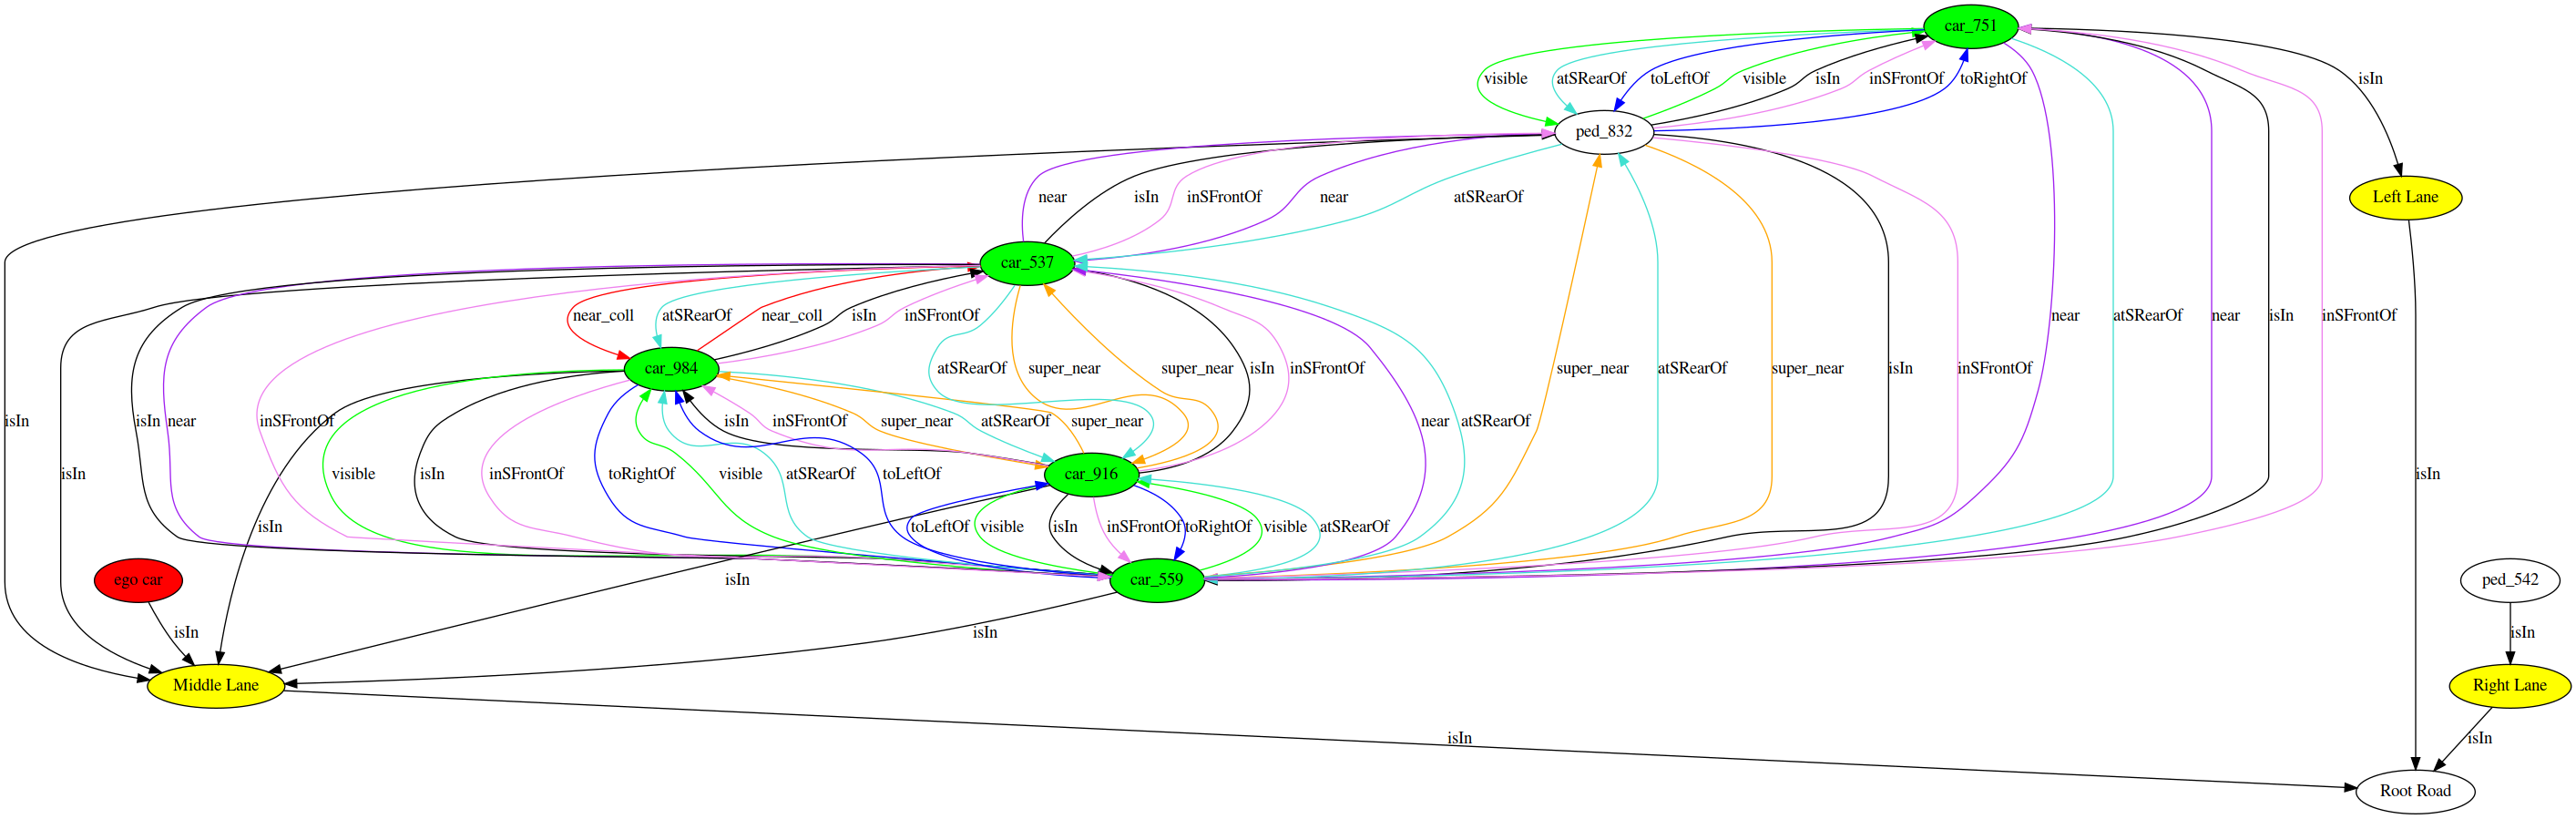 car_751
visible
atSRearOf
toLeftOf
visible
isIn
inSFrontOf
toRightOf
isIn
ped_832
near
isIn
inSFrontOf
near
atSRearOf
Left Lane
car_537
near_coll
atSRearOf
near_coll
isIn
inSFrontOf
near
atSRearOf
near
isIn
inSFrontOf
car_984
atSRearOf
super_near
super_near
isIn
inSFrontOf
super_near
atSRearOf
super_near
isIn
inSFrontOf
isIn
isIn
near
inSFrontOf
isIn
inSFrontOf
super_near
atSRearOf
super_near
near
atSRearOf
isIn
visible
isIn
inSFrontOf
toRightOf
visible
atSRearOf
toLeftOf
car_916
isIn
isIn
toLeftOf
visible
isIn
inSFrontOf
toRightOf
visible
atSRearOf
ego car
isIn
car_559
ped_542
isIn
isIn
isIn
Middle Lane
Right Lane
isIn
isIn
Root Road